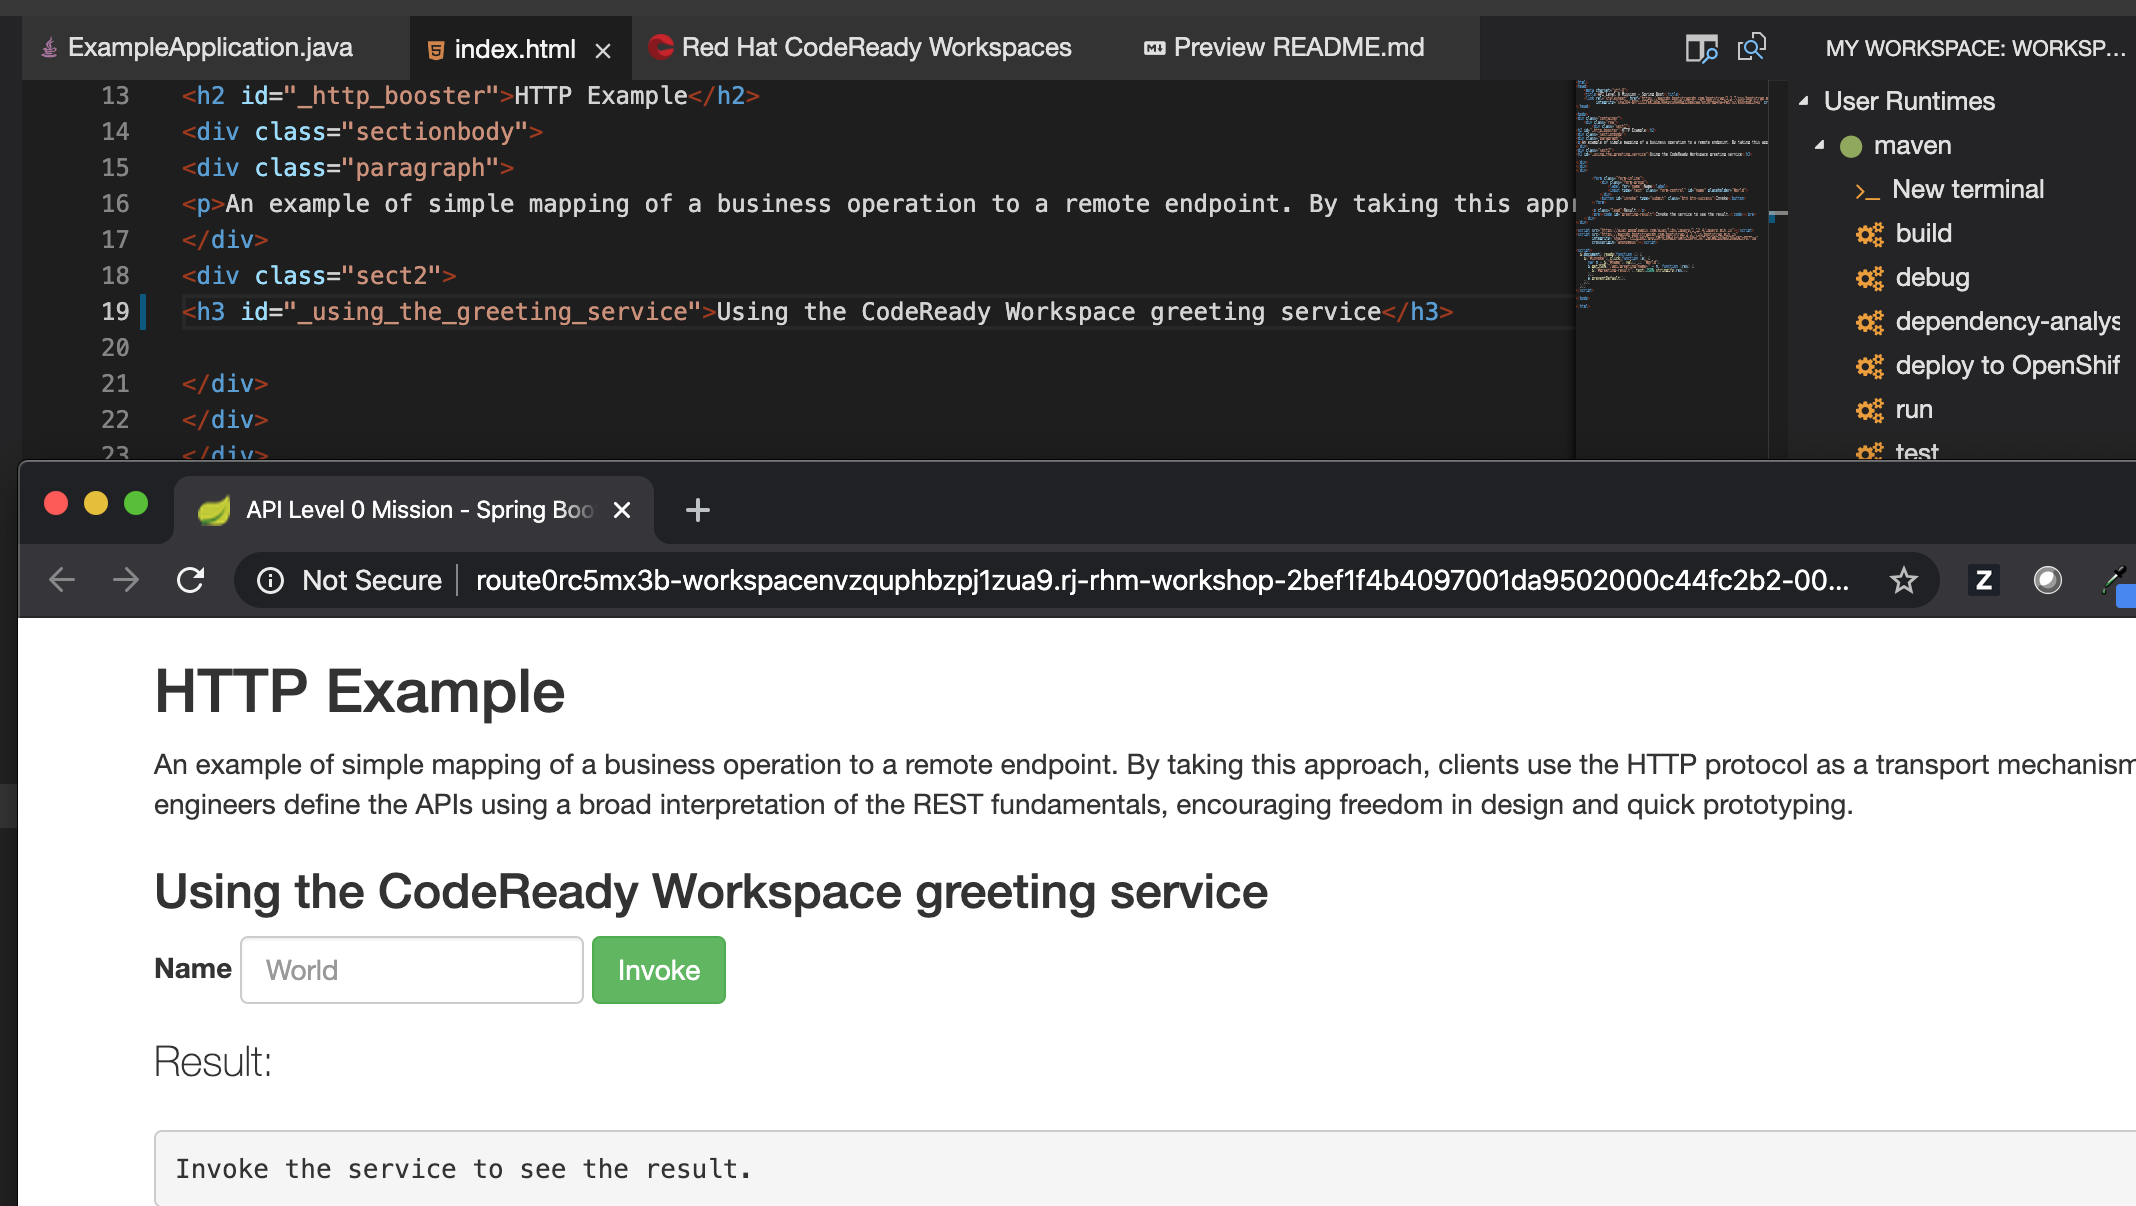 ExampleApplication.java
index.html
Red Hat CodeReady Workspaces
Preview README.md
MY WORKSPACE: WORKSP...
13 <h2 id="_http_booster">HTTP Example</h2>
14 <div class="sectionbody">
15 <div class="paragraph">
16 <p>An example of simple mapping of a business operation to a remote endpoint. By taking this appr
17 </div>
18 <div class="sect2">
19 <h3 id="_using_the_greeting_service">Using the CodeReady Workspace greeting service</h3>
20
21 </div>
22 </div>
23 </div>
User Runtimes
maven
>_ New terminal
build
debug
dependency-analys
deploy to OpenShif
run
test
API Level 0 Mission - Spring Boo
Not Secure
route0rc5mx3b-workspacenvzquphbzpj1zua9.rj-rhm-workshop-2bef1f4b4097001da9502000c44fc2b2-00...
Z
HTTP Example
An example of simple mapping of a business operation to a remote endpoint. By taking this approach, clients use the HTTP protocol as a transport mechanism
engineers define the APIs using a broad interpretation of the REST fundamentals, encouraging freedom in design and quick prototyping.
Using the CodeReady Workspace greeting service
Name
World
Invoke
Result:
Invoke the service to see the result.